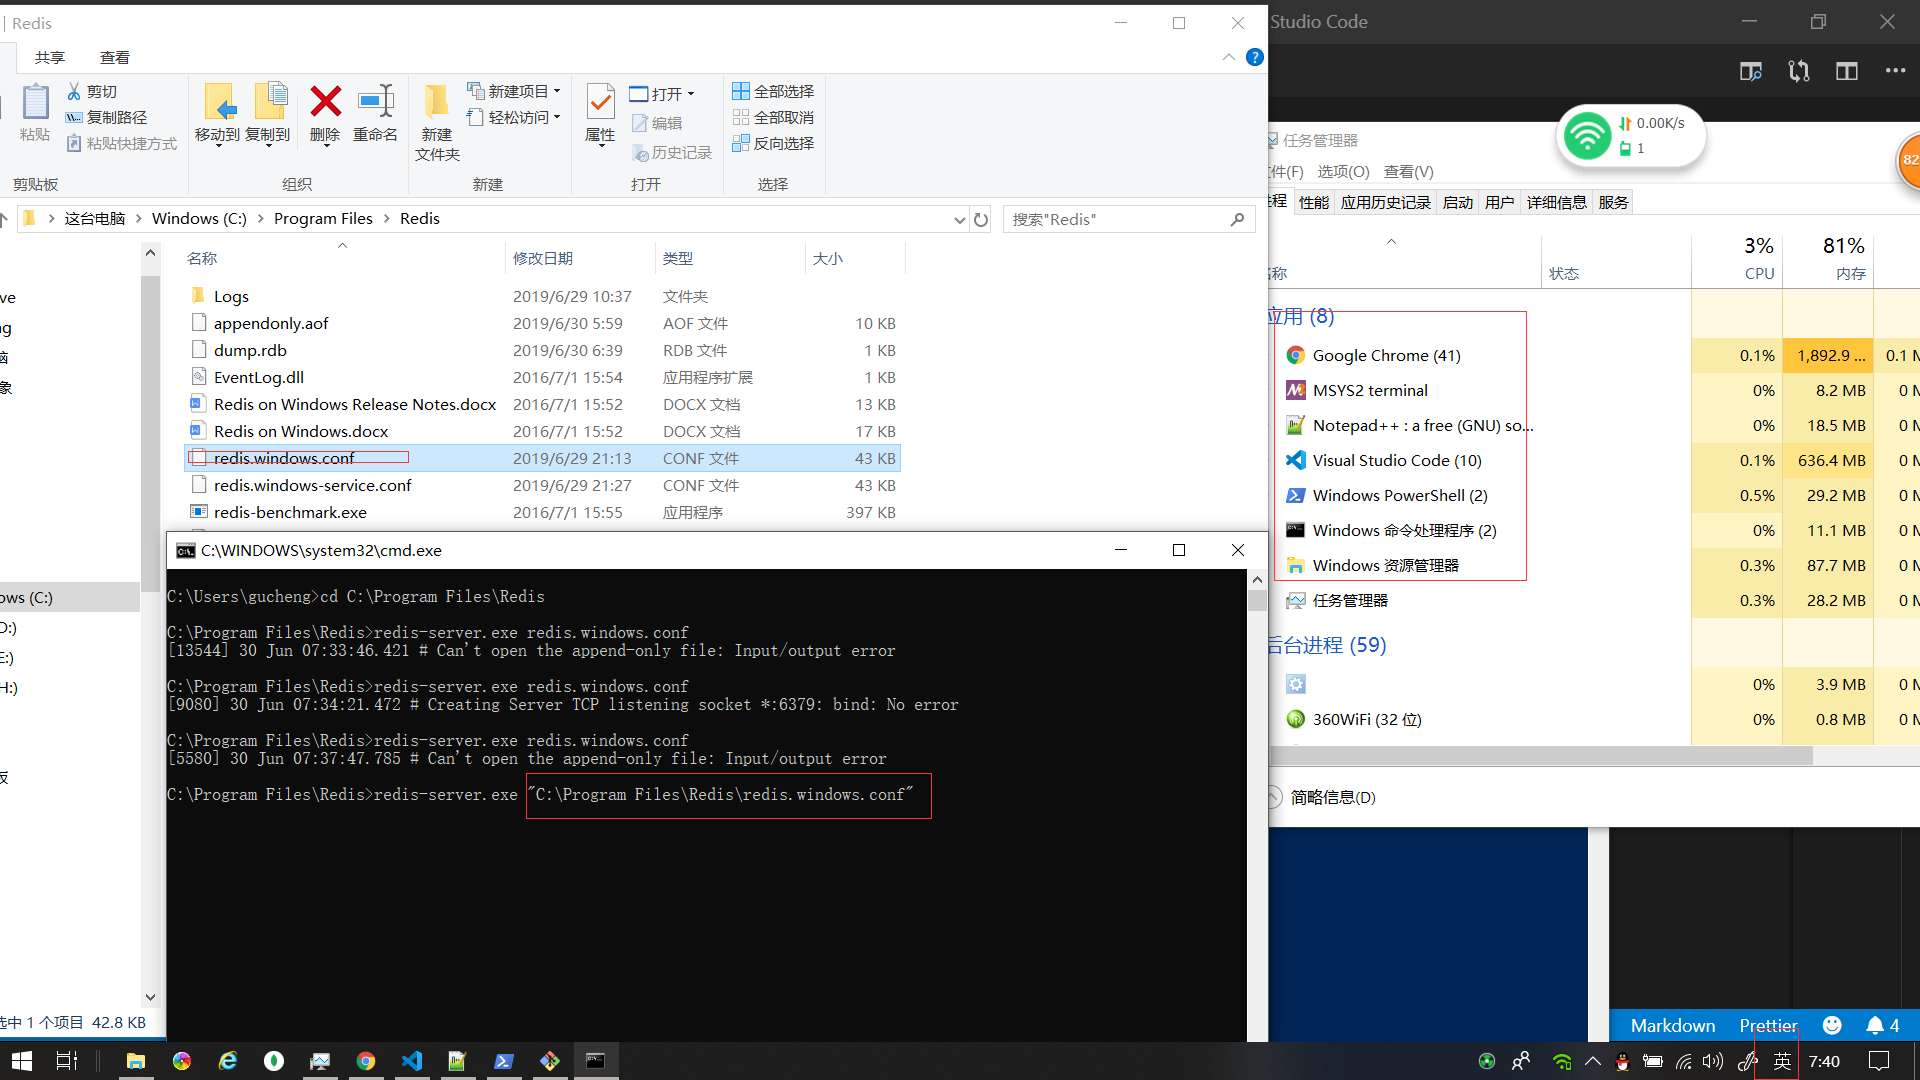 Redis
共享 查看
粘贴
剪切
复制路径
粘贴快捷方式
剪贴板
移动到
复制到
删除
重命名
组织
新建
文件夹
新建项目
轻松访问
新建
属性
打开
编辑
历史记录
打开
全部选择
全部取消
反向选择
选择
这台电脑 Windows (C:) Program Files Redis
搜索"Redis"
名称 修改日期 类型 大小
Logs 2019/6/29 10:37 文件夹
appendonly.aof 2019/6/30 5:59 AOF 文件 10 KB
dump.rdb 2019/6/30 6:39 RDB 文件 1 KB
EventLog.dll 2016/7/1 15:54 应用程序扩展 1 KB
Redis on Windows Release Notes.docx 2016/7/1 15:52 DOCX 文档 13 KB
Redis on Windows.docx 2016/7/1 15:52 DOCX 文档 17 KB
redis.windows.conf 2019/6/29 21:13 CONF 文件 43 KB
redis.windows-service.conf 2019/6/29 21:27 CONF 文件 43 KB
redis-benchmark.exe 2016/7/1 15:55 应用程序 397 KB
ows (C:)
选中 1 个项目 42.8 KB
C:\WINDOWS\system32\cmd.exe
C:\Users\gucheng>cd C:\Program Files\Redis
C:\Program Files\Redis>redis-server.exe redis.windows.conf
[13544] 30 Jun 07:33:46.421 # Can't open the append-only file: Input/output error
C:\Program Files\Redis>redis-server.exe redis.windows.conf
[9080] 30 Jun 07:34:21.472 # Creating Server TCP listening socket *:6379: bind: No error
C:\Program Files\Redis>redis-server.exe redis.windows.conf
[5580] 30 Jun 07:37:47.785 # Can't open the append-only file: Input/output error
C:\Program Files\Redis>redis-server.exe "C:\Program Files\Redis\redis.windows.conf"
Studio Code
0.00K/s
1
82
任务管理器
件(F) 选项(O) 查看(V)
程 性能 应用历史记录 启动 用户 详细信息 服务
3% 81%
名称 状态 CPU 内存
应用 (8)
Google Chrome (41) 0.1% 1,892.9 ... 0.1 M
MSYS2 terminal 0% 8.2 MB 0 M
Notepad++ : a free (GNU) so... 0% 18.5 MB 0 M
Visual Studio Code (10) 0.1% 636.4 MB 0 M
Windows PowerShell (2) 0.5% 29.2 MB 0 M
Windows 命令处理程序 (2) 0% 11.1 MB 0 M
Windows 资源管理器 0.3% 87.7 MB 0 M
任务管理器 0.3% 28.2 MB 0 M
后台进程 (59)
0% 3.9 MB 0 M
360WiFi (32 位) 0% 0.8 MB 0 M
简略信息(D)
Markdown Prettier 4
英 7:40